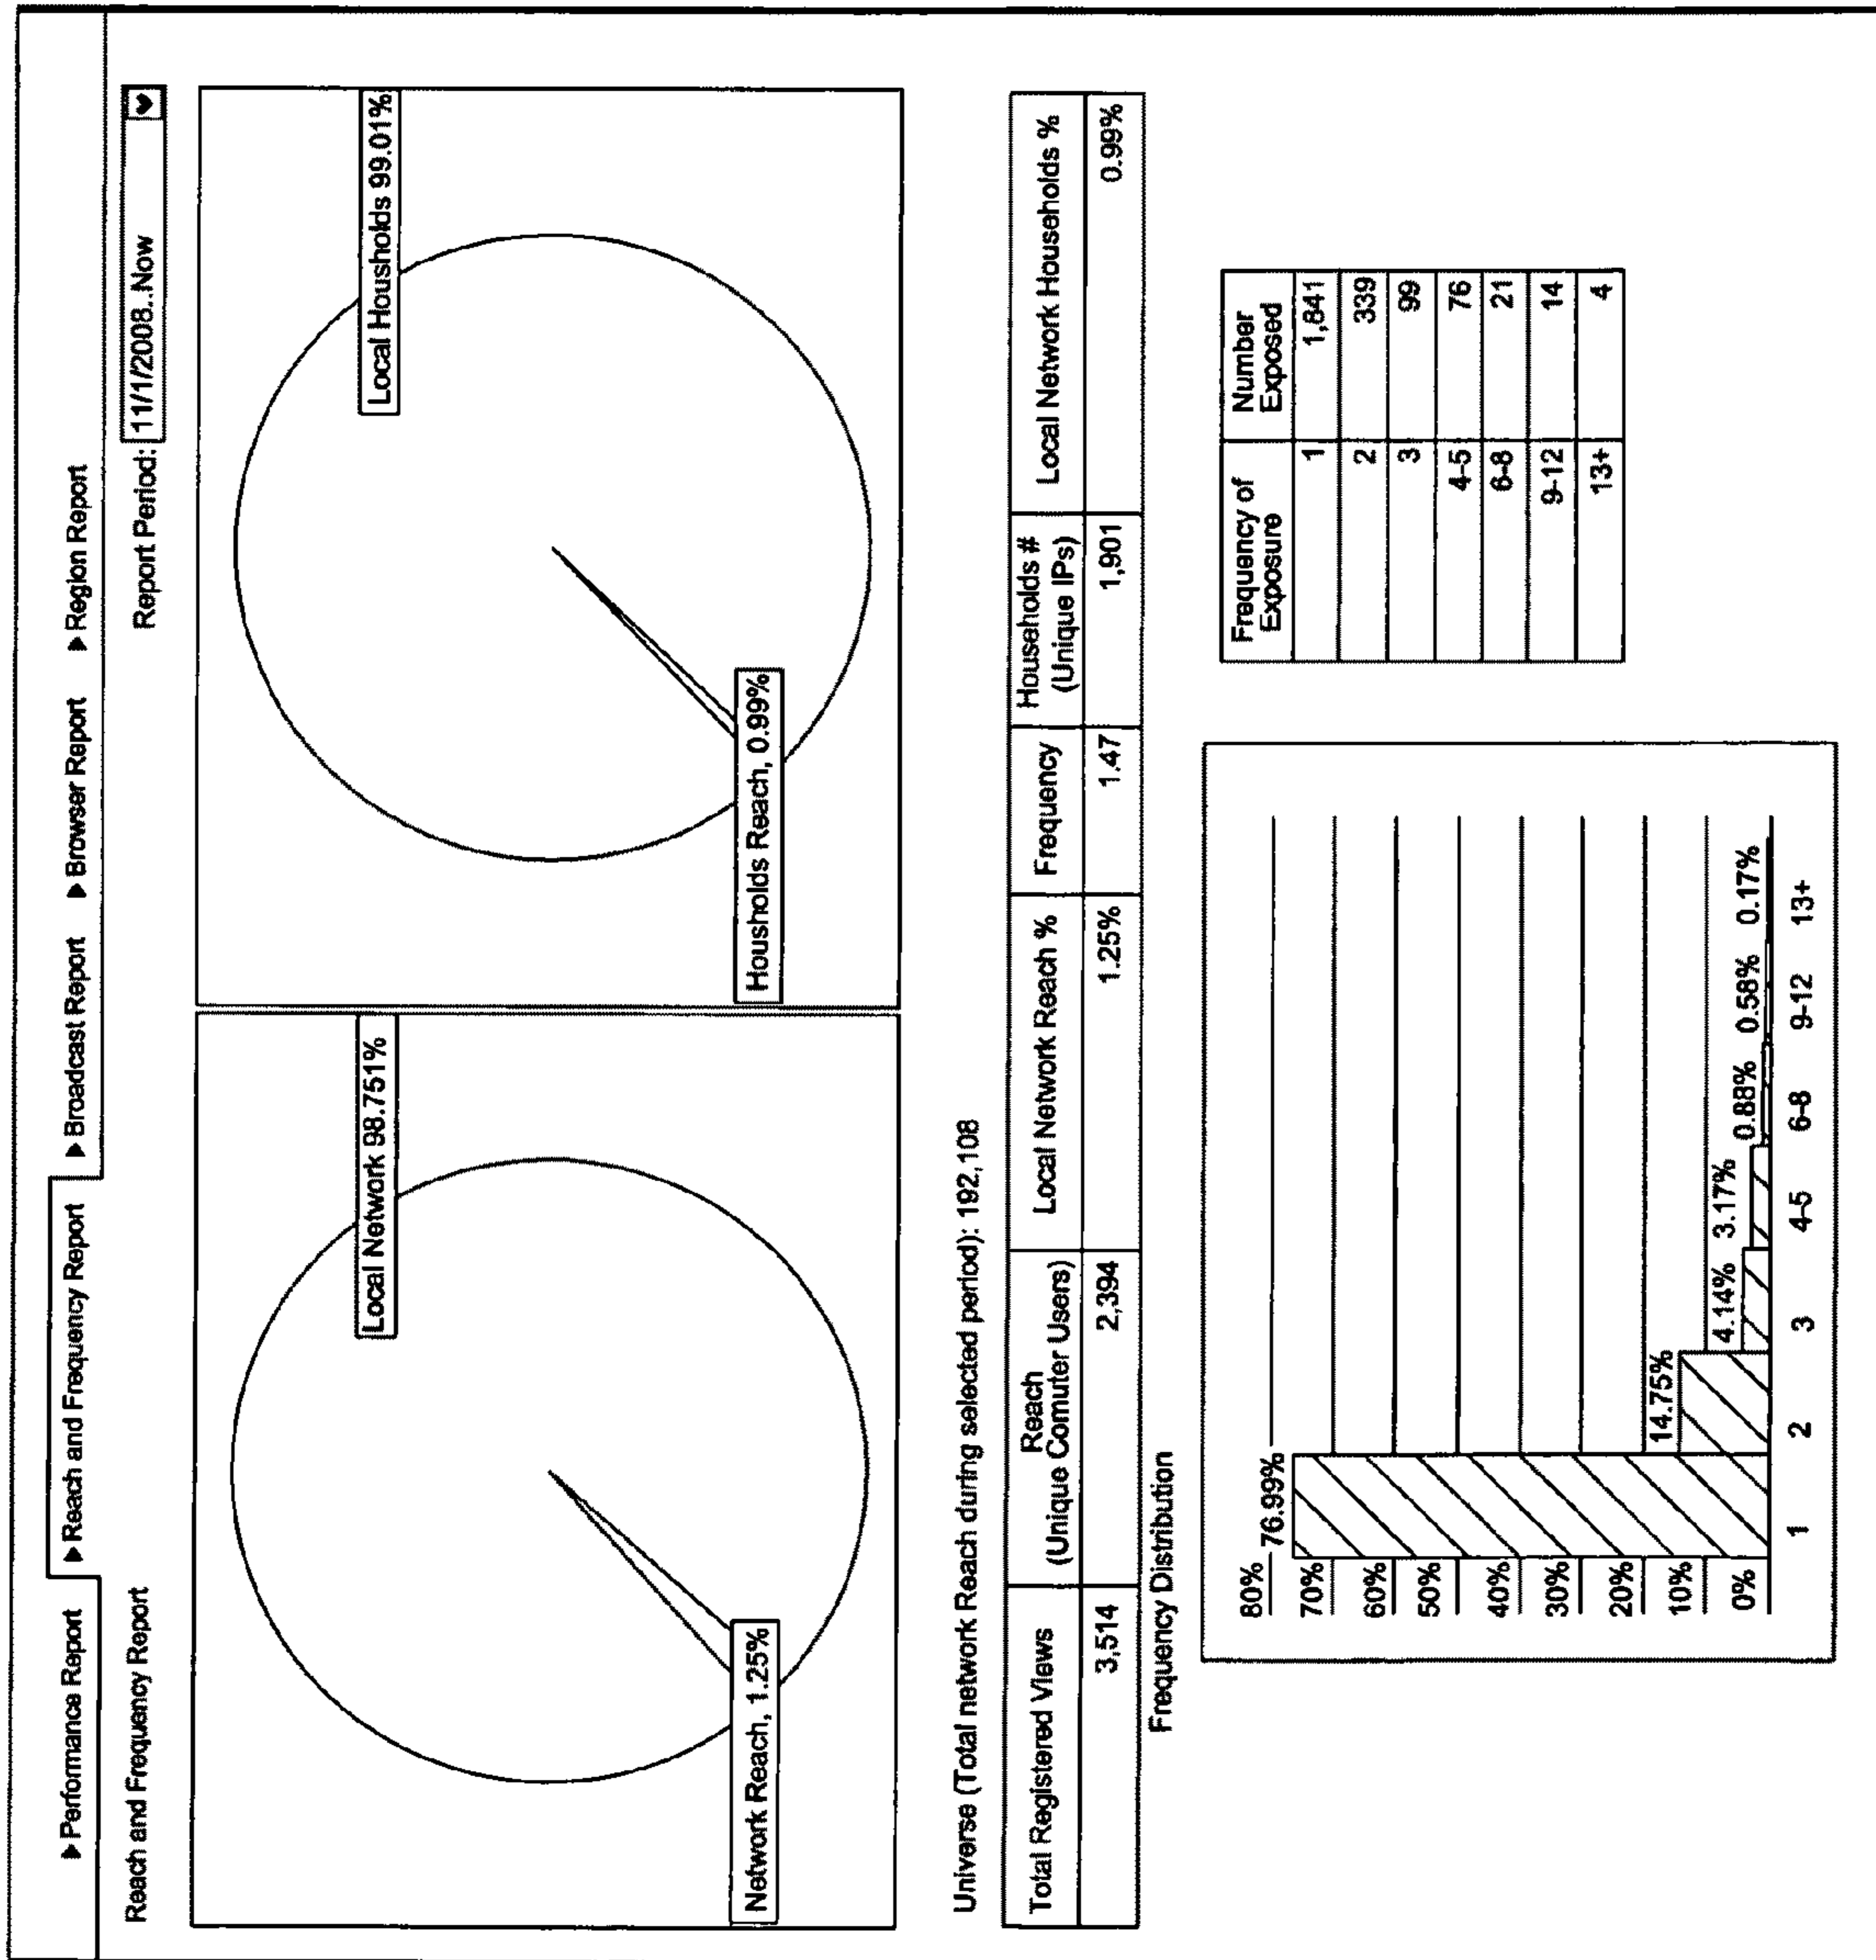 ▶Performance Report ▶Reach and Frequency Report ▶Broadcast Report ▶Browser Report ▶Region Report
Reach and Frequency Report
Report Period: 11/1/2008..Now
Local Network 98.751%
Network Reach, 1.25%
Local Housholds 99.01%
Housholds Reach, 0.99%
Universe (Total network Reach during selected period): 192,108
Total Registered Views
Reach
(Unique Comuter Users)
Local Network Reach %
Frequency
Households #
(Unique IPs)
Local Network Households %
3,514 2,394 1.25% 1.47 1,901 0.99%
Frequency Distribution
80%
70%
60%
50%
40%
30%
20%
10%
0%
76.99%
14.75%
4.14%
3.17%
0.88%
0.58%
0.17%
1 2 3 4-5 6-8 9-12 13+
Frequency of
Exposure
Number
Exposed
1 1,841
2 339
3 99
4-5 76
6-8 21
9-12 14
13+ 4